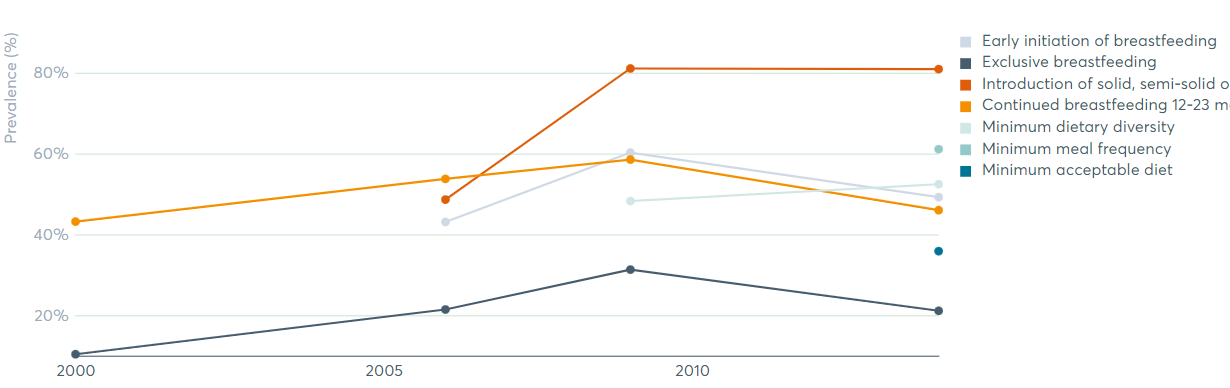 Prevalence (%)
80%
60%
40%
20%
2000
2005
2010
Early initiation of breastfeeding
Exclusive breastfeeding
Introduction of solid, semi-solid o
Continued breastfeeding 12-23 m
Minimum dietary diversity
Minimum meal frequency
Minimum acceptable diet